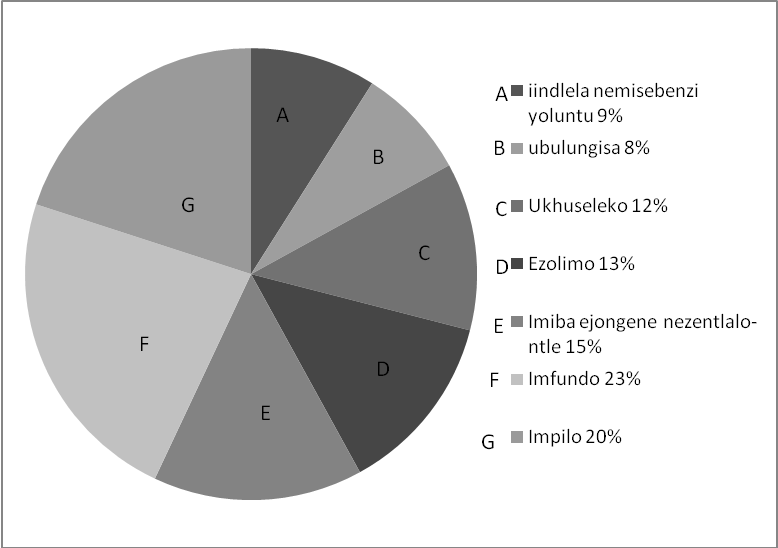 A
B
C
D
E
F
G
A iindlela nemisebenzi
yoluntu 9%
B ubulungisa 8%
C Ukhuseleko 12%
D Ezolimo 13%
E Imiba ejongene nezentlalo-
ntle 15%
F Imfundo 23%
G Impilo 20%